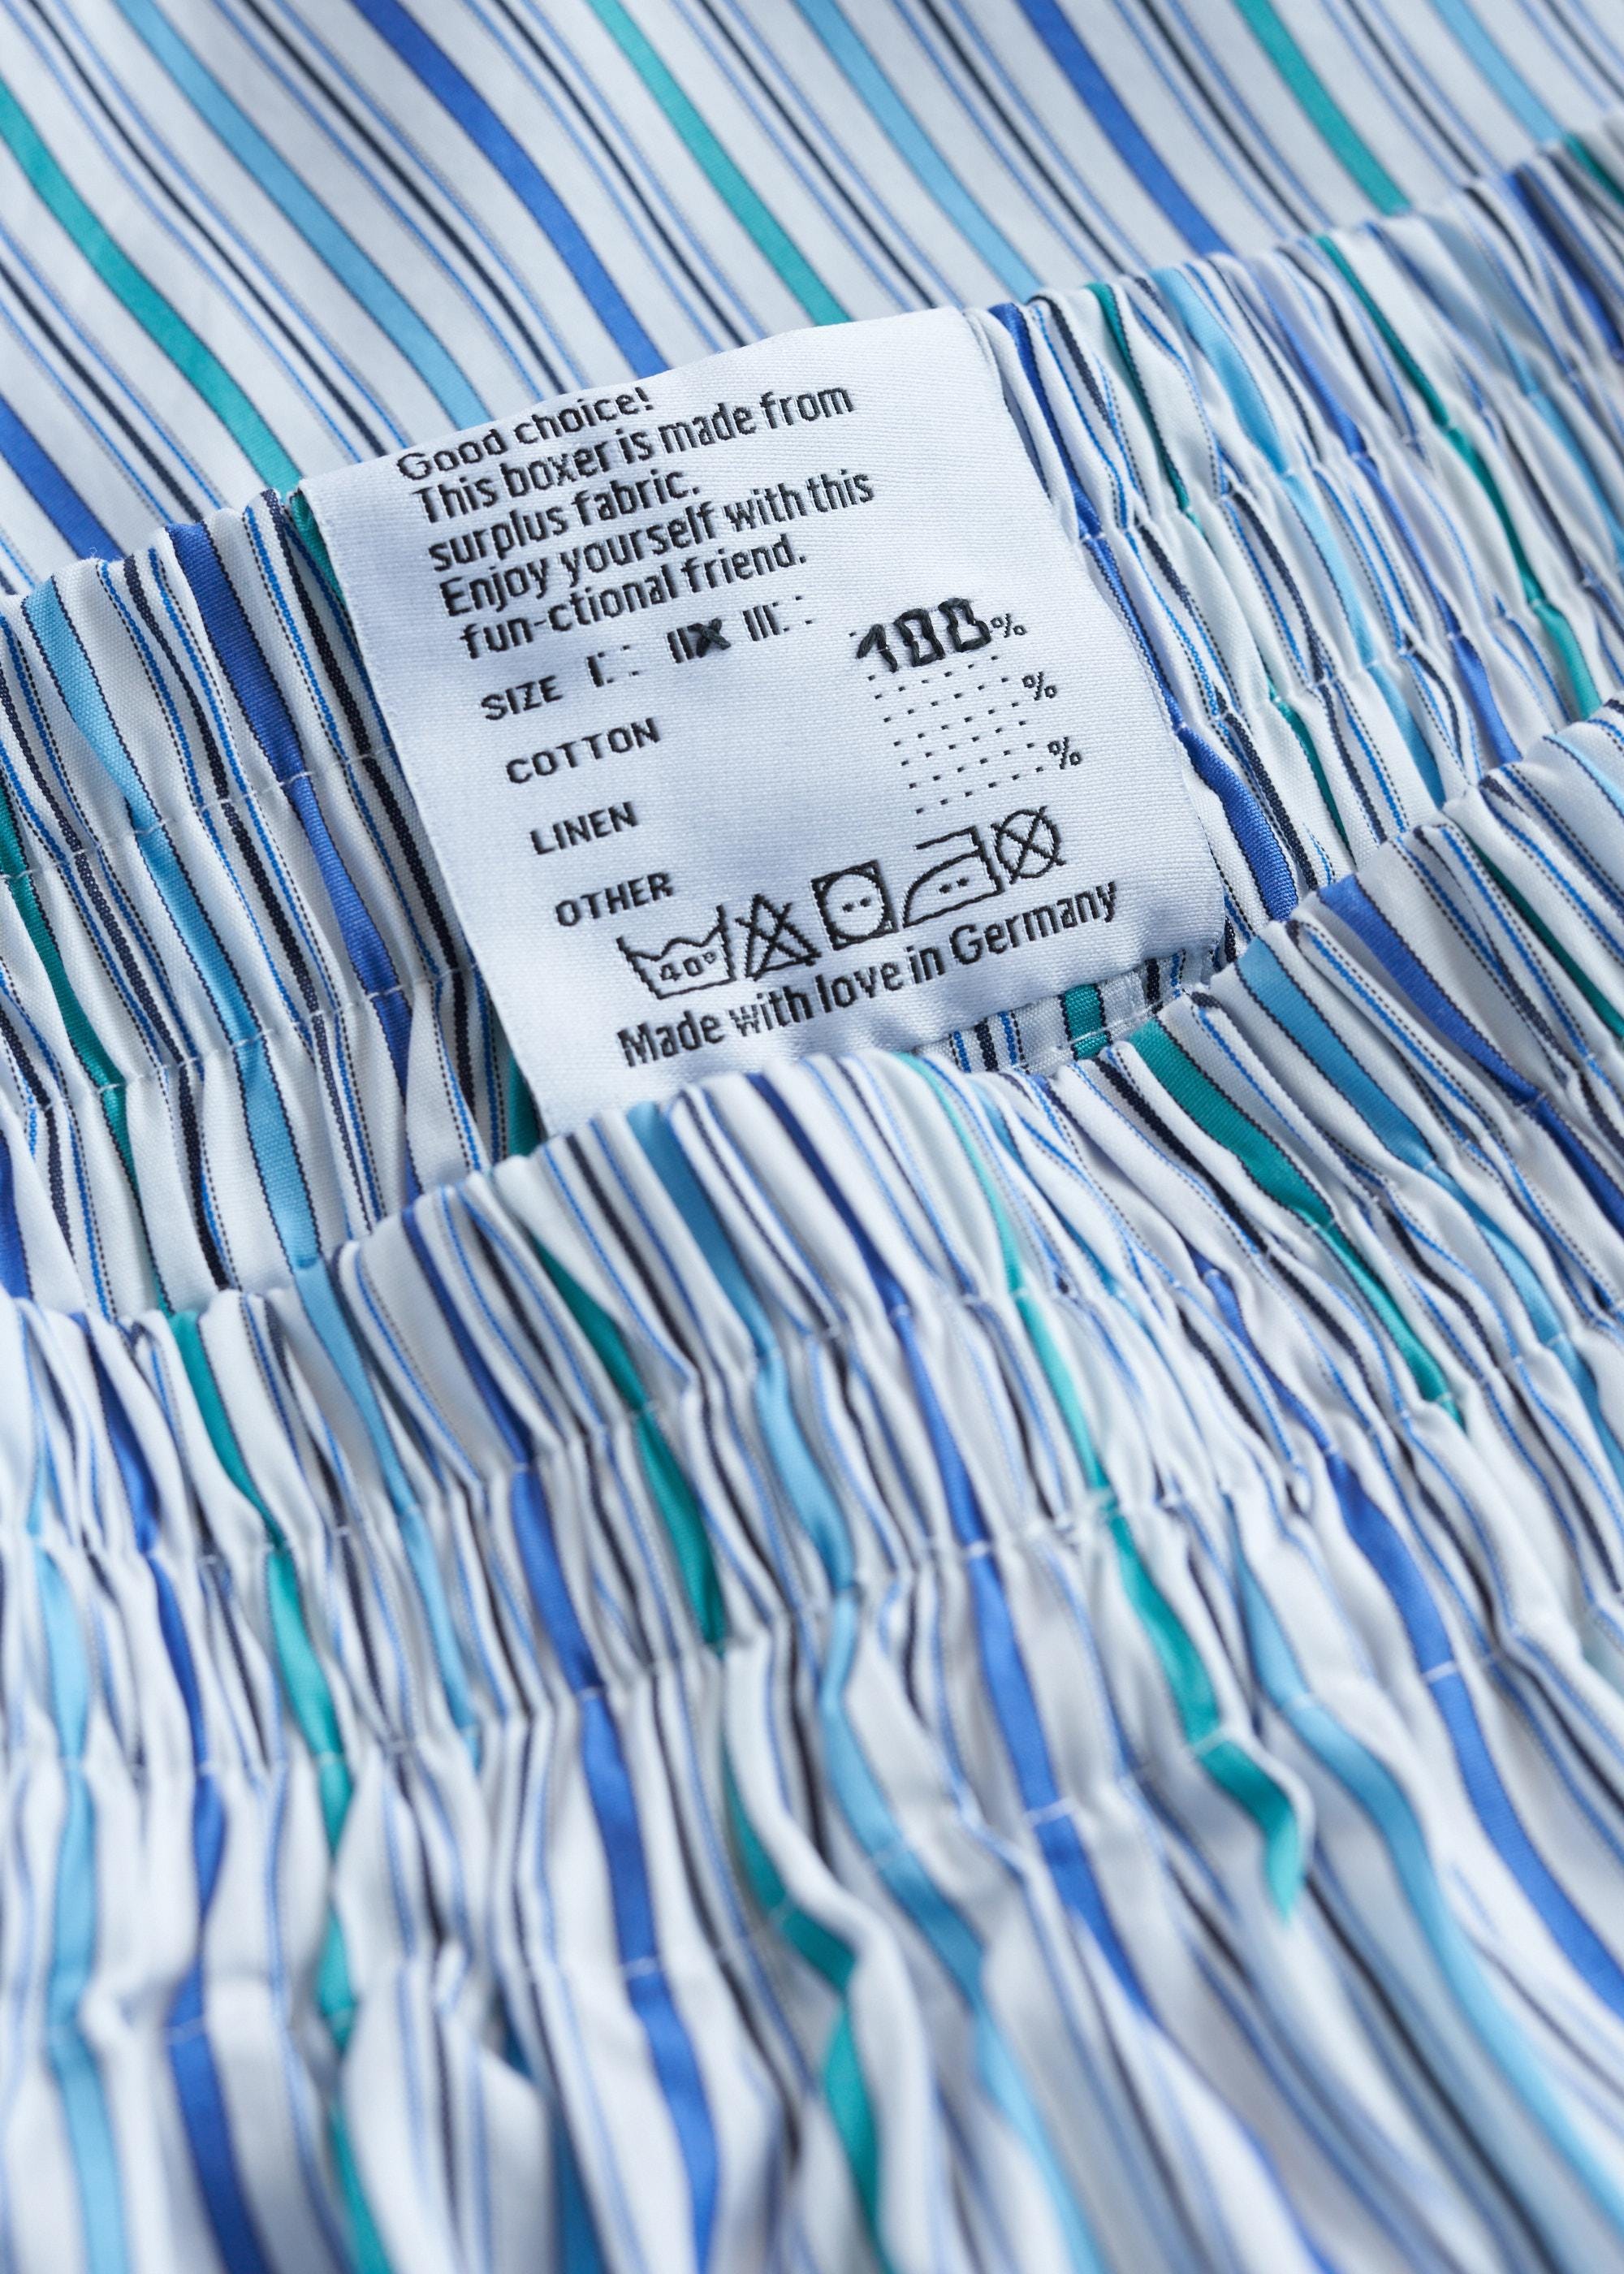 Good choice!
This boxer is made from
surplus fabric.
Enjoy yourself with this
fun-ctional friend.
SIZE I II X III
COTTON 100%
LINEN %
OTHER %
40°
Made with love in Germany